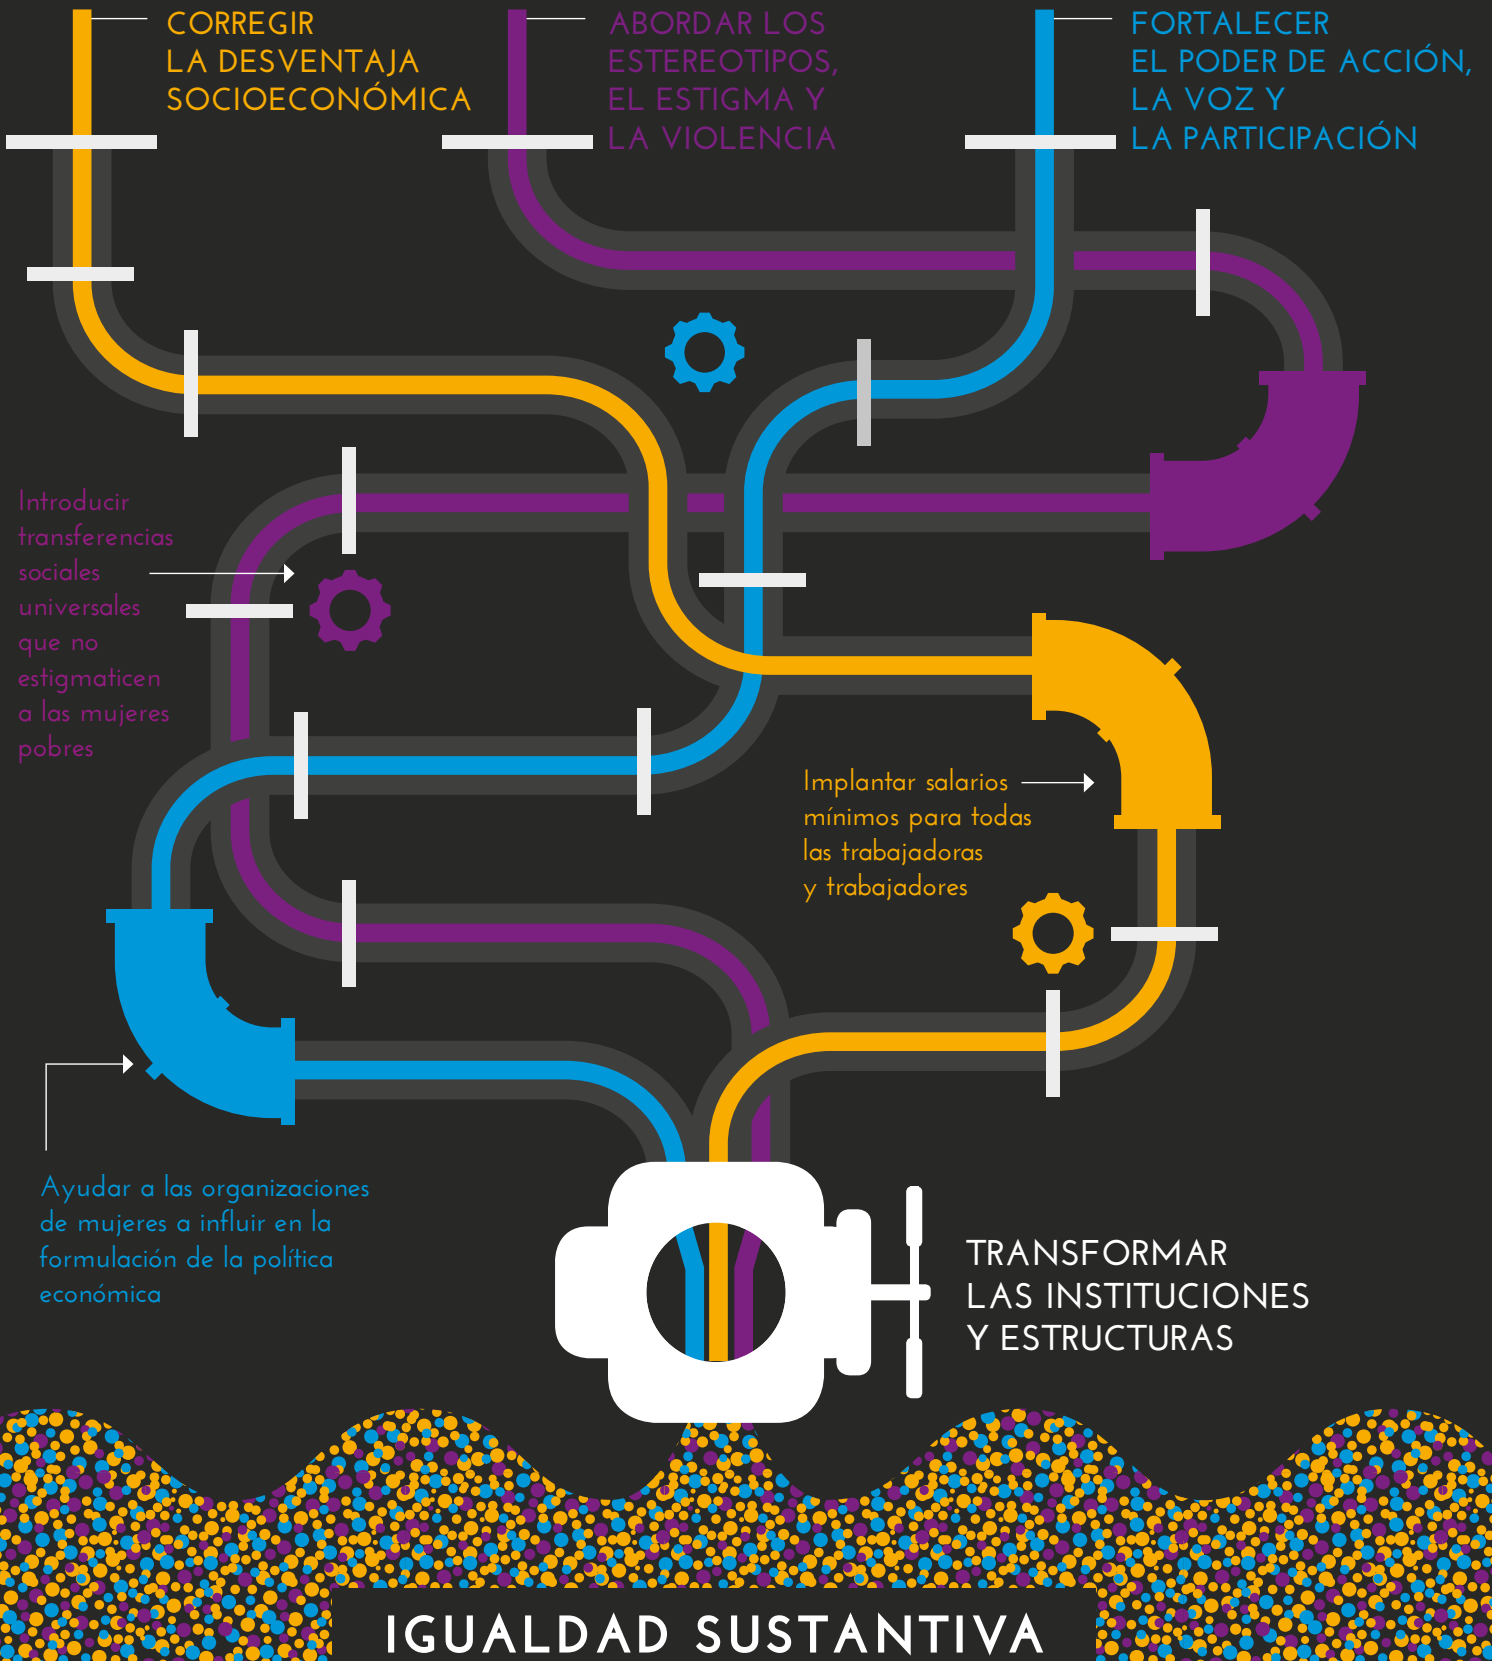 CORREGIR
LA DESVENTAJA
SOCIOECONÓMICA
ABORDAR LOS
ESTEREOTIPOS,
EL ESTIGMA Y
LA VIOLENCIA
FORTALECER
EL PODER DE ACCIÓN,
LA VOZ Y
LA PARTICIPACIÓN
Introducir
transferencias
sociales
universales
que no
estigmaticen
a las mujeres
pobres
Implantar salarios
mínimos para todas
las trabajadoras
y trabajadores
Ayudar a las organizaciones
de mujeres a influir en la
formulación de la política
económica
TRANSFORMAR
LAS INSTITUCIONES
Y ESTRUCTURAS
IGUALDAD SUSTANTIVA